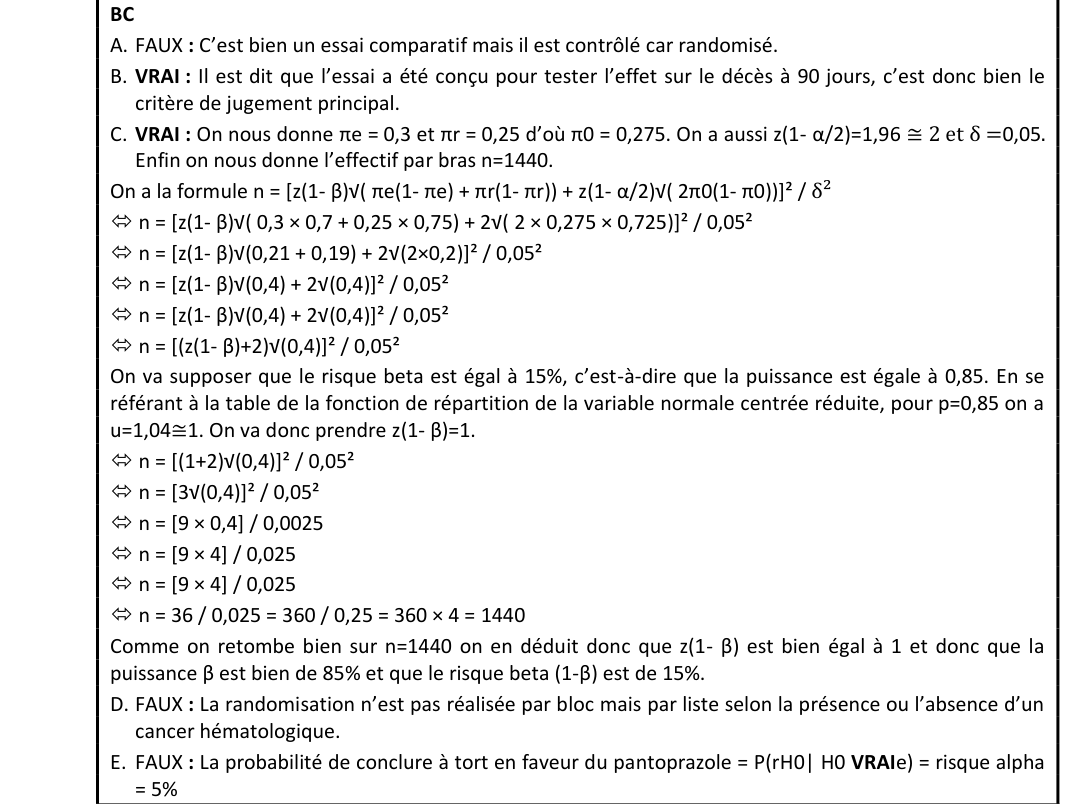 BC
A. FAUX : C’est bien un essai comparatif mais il est contrôlé car randomisé.
B. VRAI : Il est dit que l’essai a été conçu pour tester l’effet sur le décès à 90 jours, c’est donc bien le
critère de jugement principal.
C. VRAI : On nous donne πe = 0,3 et πr = 0,25 d’où π0 = 0,275. On a aussi z(1- α/2)=1,96 ≅ 2 et δ =0,05.
Enfin on nous donne l’effectif par bras n=1440.
On a la formule n = [z(1- β)√( πe(1- πe) + πr(1- πr)) + z(1- α/2)√( 2π0(1- π0))]² / δ²
⇔ n = [z(1- β)√( 0,3 × 0,7 + 0,25 × 0,75) + 2√( 2 × 0,275 × 0,725)]² / 0,05²
⇔ n = [z(1- β)√(0,21 + 0,19) + 2√(2×0,2)]² / 0,05²
⇔ n = [z(1- β)√(0,4) + 2√(0,4)]² / 0,05²
⇔ n = [z(1- β)√(0,4) + 2√(0,4)]² / 0,05²
⇔ n = [(z(1- β)+2)√(0,4)]² / 0,05²
On va supposer que le risque beta est égal à 15%, c’est-à-dire que la puissance est égale à 0,85. En se
référant à la table de la fonction de répartition de la variable normale centrée réduite, pour p=0,85 on a
u=1,04≅1. On va donc prendre z(1- β)=1.
⇔ n = [(1+2)√(0,4)]² / 0,05²
⇔ n = [3√(0,4)]² / 0,05²
⇔ n = [9 × 0,4] / 0,0025
⇔ n = [9 × 4] / 0,025
⇔ n = [9 × 4] / 0,025
⇔ n = 36 / 0,025 = 360 / 0,25 = 360 × 4 = 1440
Comme on retombe bien sur n=1440 on en déduit donc que z(1- β) est bien égal à 1 et donc que la
puissance β est bien de 85% et que le risque beta (1-β) est de 15%.
D. FAUX : La randomisation n’est pas réalisée par bloc mais par liste selon la présence ou l’absence d’un
cancer hématologique.
E. FAUX : La probabilité de conclure à tort en faveur du pantoprazole = P(rH0| H0 VRAIe) = risque alpha
= 5%